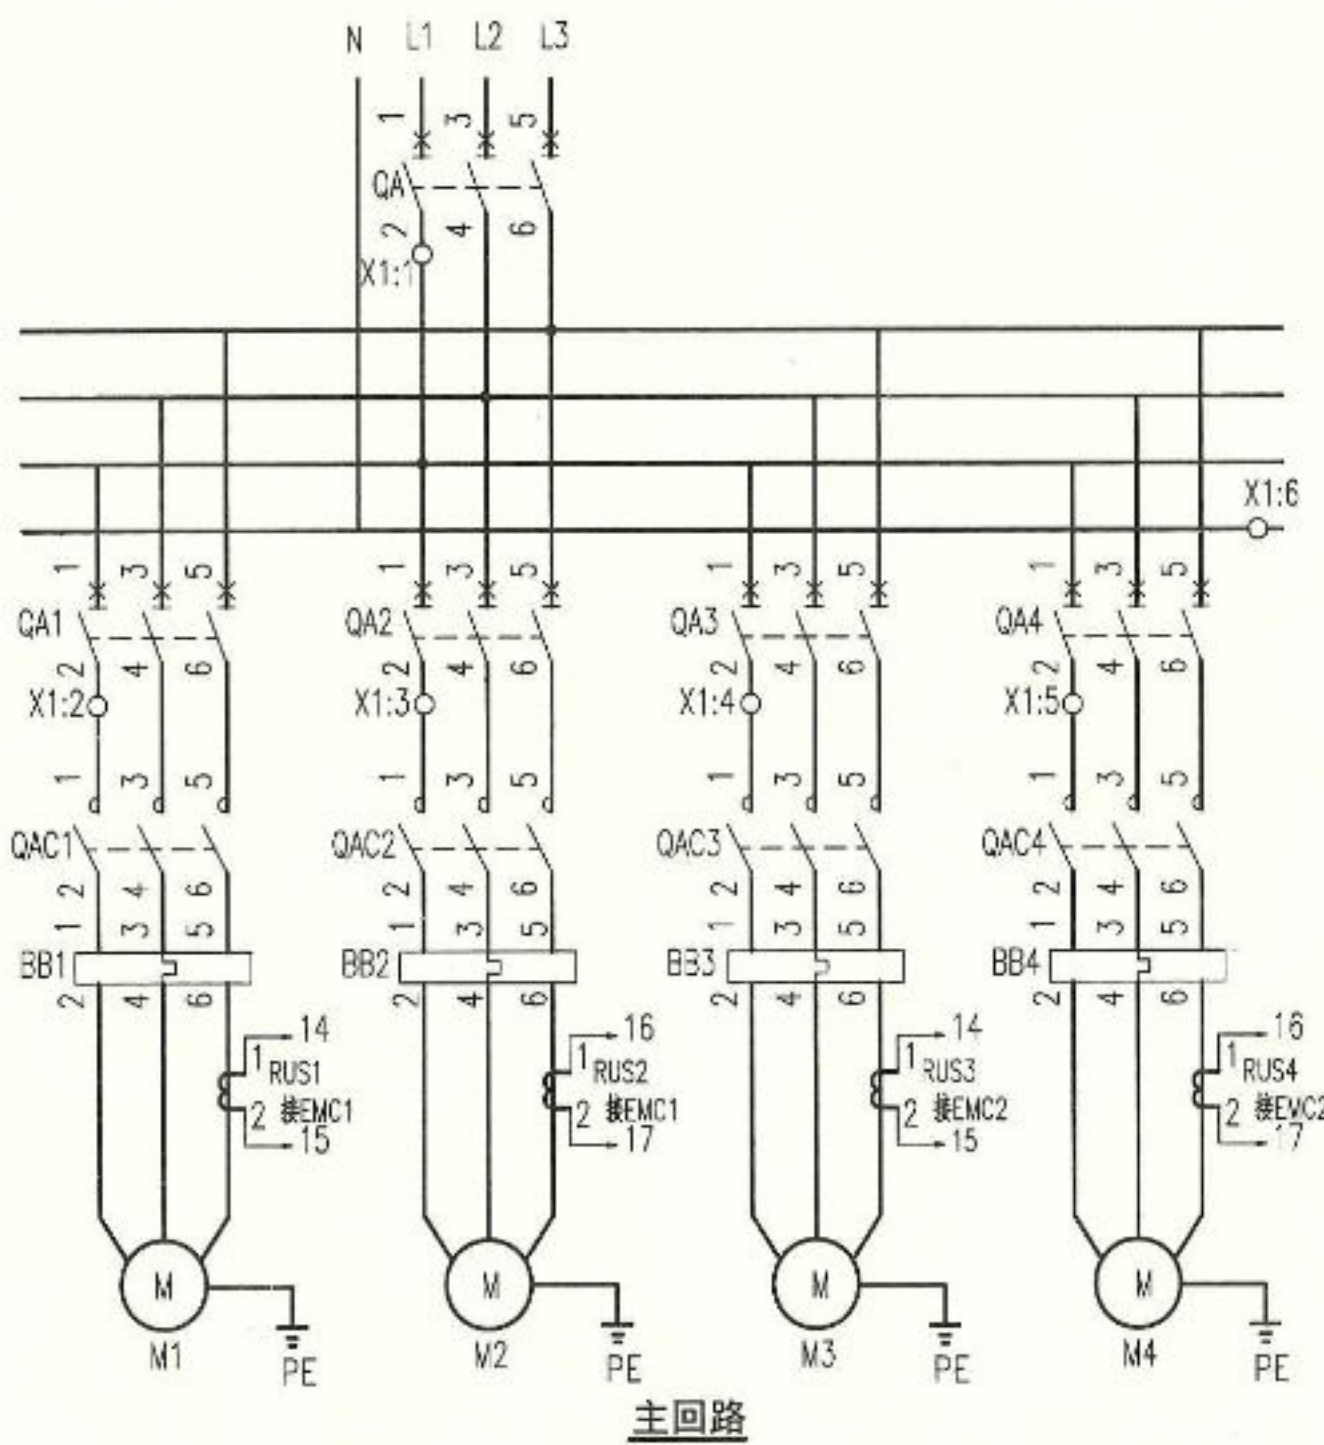 N L1 L2 L3
1 3 5
QA
2 4 6
X1:1
X1:6
1 3 5 1 3 5 1 3 5 1 3 5
QA1 QA2 QA3 QA4
2 4 6 2 4 6 2 4 6 2 4 6
X1:2 X1:3 X1:4 X1:5
1 3 5 1 3 5 1 3 5 1 3 5
QAC1 QAC2 QAC3 QAC4
2 4 6 2 4 6 2 4 6 2 4 6
1 3 5 1 3 5 1 3 5 1 3 5
BB1 BB2 BB3 BB4
2 4 6 2 4 6 2 4 6 2 4 6
14 16 14 16
1 RUS1 1 RUS2 1 RUS3 1 RUS4
2 接EMC1 2 接EMC1 2 接EMC2 2 接EMC2
15 17 15 17
M M M M
M1 PE M2 PE M3 PE M4 PE
主回路